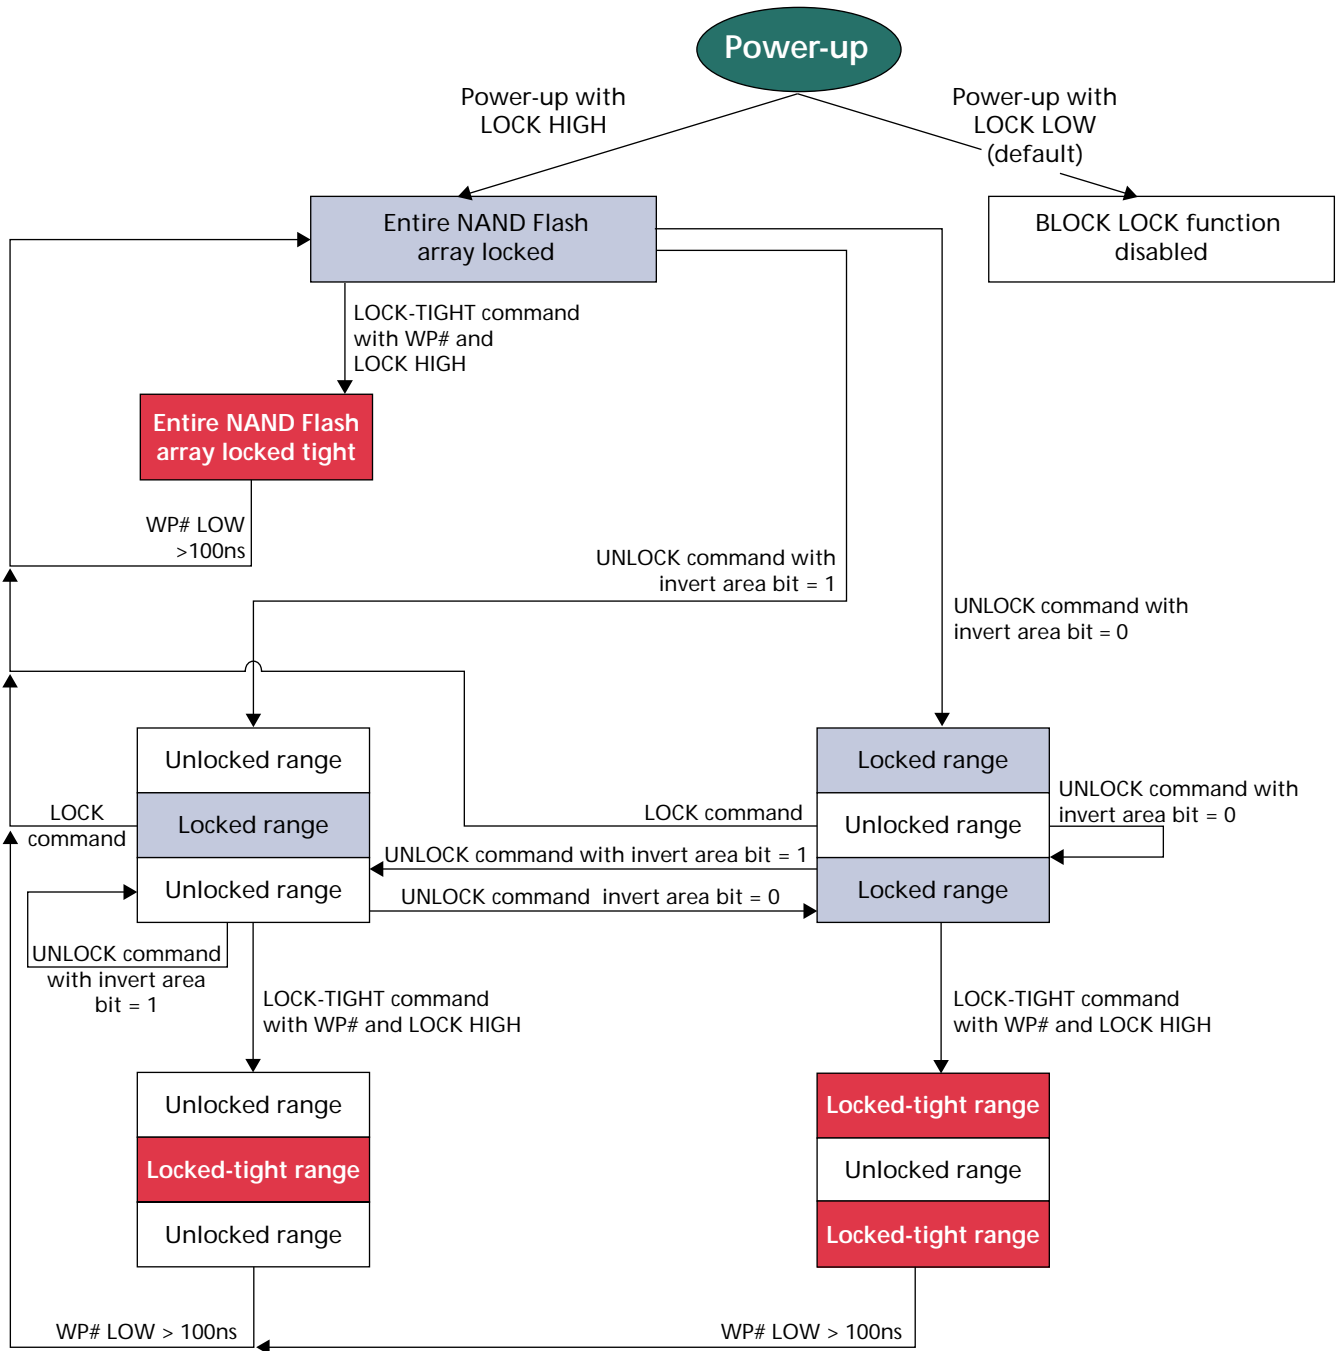 Power-up
Power-up with
LOCK HIGH
Power-up with
LOCK LOW
(default)
Entire NAND Flash
array locked
BLOCK LOCK function
disabled
LOCK-TIGHT command
with WP# and
LOCK HIGH
Entire NAND Flash
array locked tight
WP# LOW
>100ns
UNLOCK command with
invert area bit = 1
UNLOCK command with
invert area bit = 0
Unlocked range
Locked range
Unlocked range
LOCK
command
Locked range
Unlocked range
Locked range
LOCK command
UNLOCK command with
invert area bit = 0
UNLOCK command with invert area bit = 1
UNLOCK command  invert area bit = 0
UNLOCK command
with invert area
bit = 1
LOCK-TIGHT command
with WP# and LOCK HIGH
LOCK-TIGHT command
with WP# and LOCK HIGH
Unlocked range
Locked-tight range
Unlocked range
Locked-tight range
Unlocked range
Locked-tight range
WP# LOW > 100ns
WP# LOW > 100ns